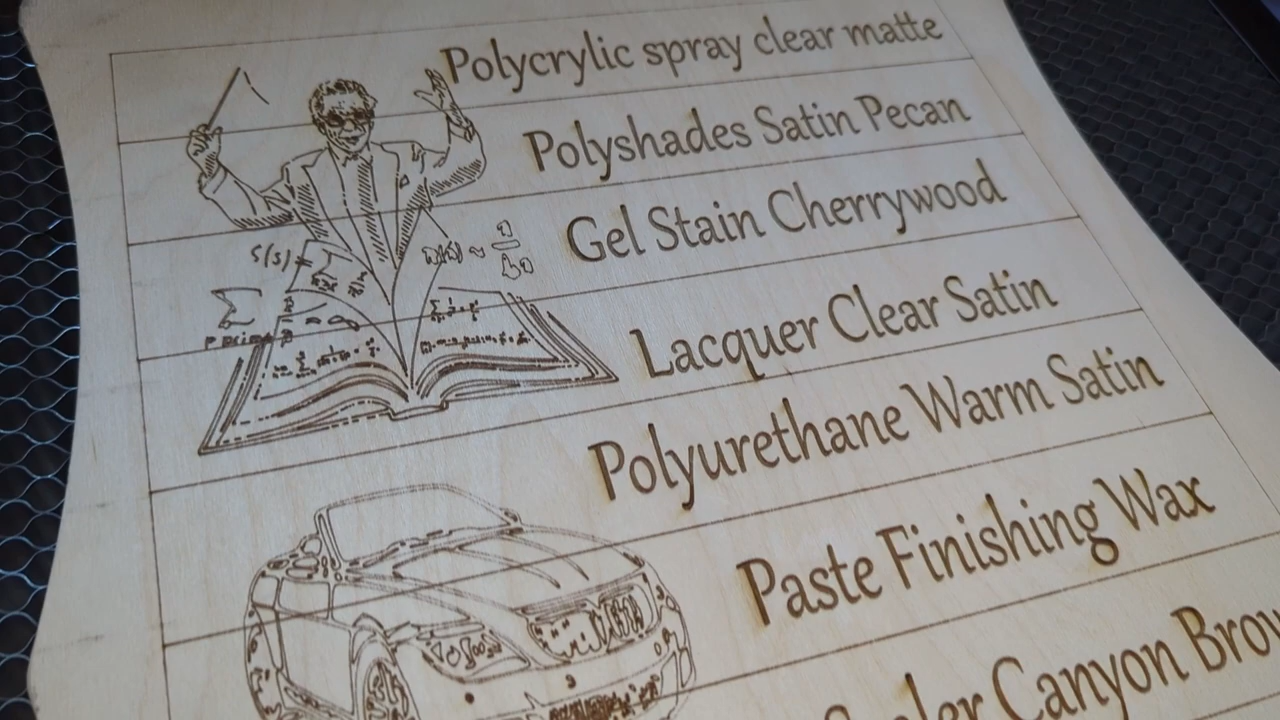 Polycrylic spray clear matte
Polyshades Satin Pecan
Gel Stain Cherrywood
Lacquer Clear Satin
Polyurethane Warm Satin
Paste Finishing Wax
Canyon Brow